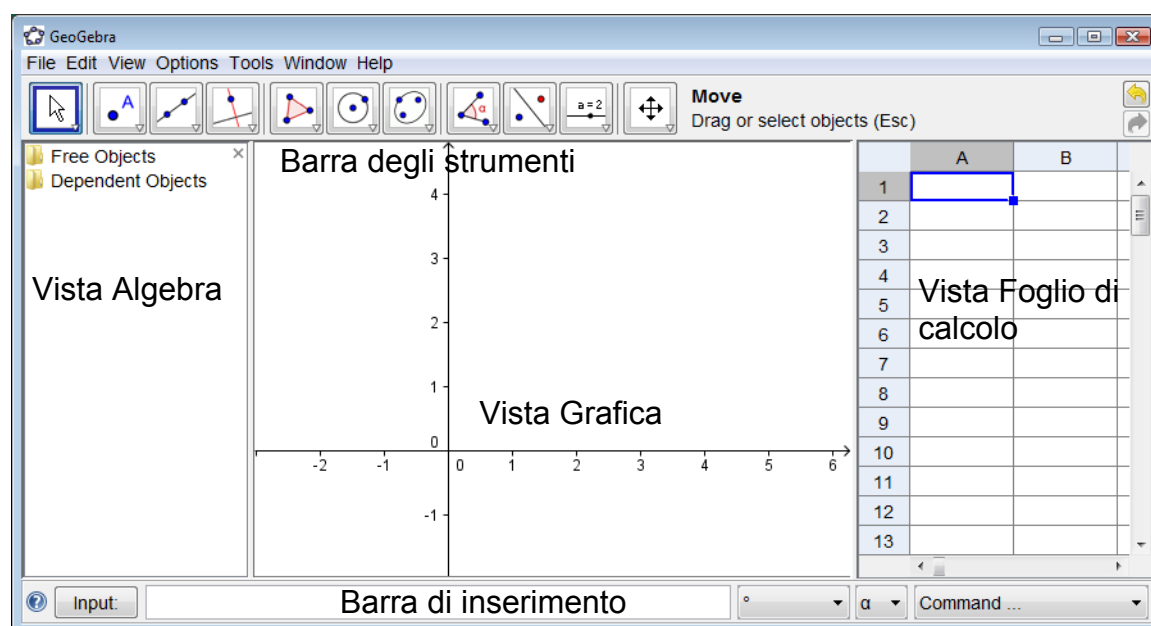 GeoGebra
File Edit View Options Tools Window Help
A
α
a=2
Move
Drag or select objects (Esc)
Free Objects
Dependent Objects
Barra degli strumenti
Vista Algebra
4
3
2
1
0
-1
-2 -1 0 1 2 3 4 5 6
Vista Grafica
A B
1
2
3
4
5
6
7
8
9
10
11
12
13
Vista Foglio di
calcolo
Input:
Barra di inserimento
° α Command ...